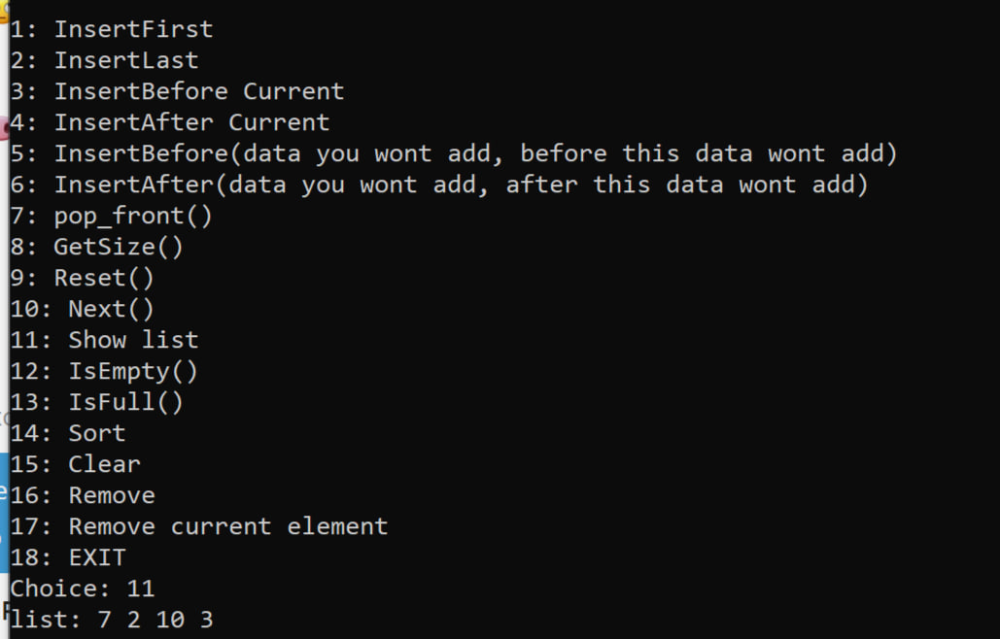 1: InsertFirst
2: InsertLast
3: InsertBefore Current
4: InsertAfter Current
5: InsertBefore(data you wont add, before this data wont add)
6: InsertAfter(data you wont add, after this data wont add)
7: pop_front()
8: GetSize()
9: Reset()
10: Next()
11: Show list
12: IsEmpty()
13: IsFull()
14: Sort
15: Clear
16: Remove
17: Remove current element
18: EXIT
Choice: 11
list: 7 2 10 3